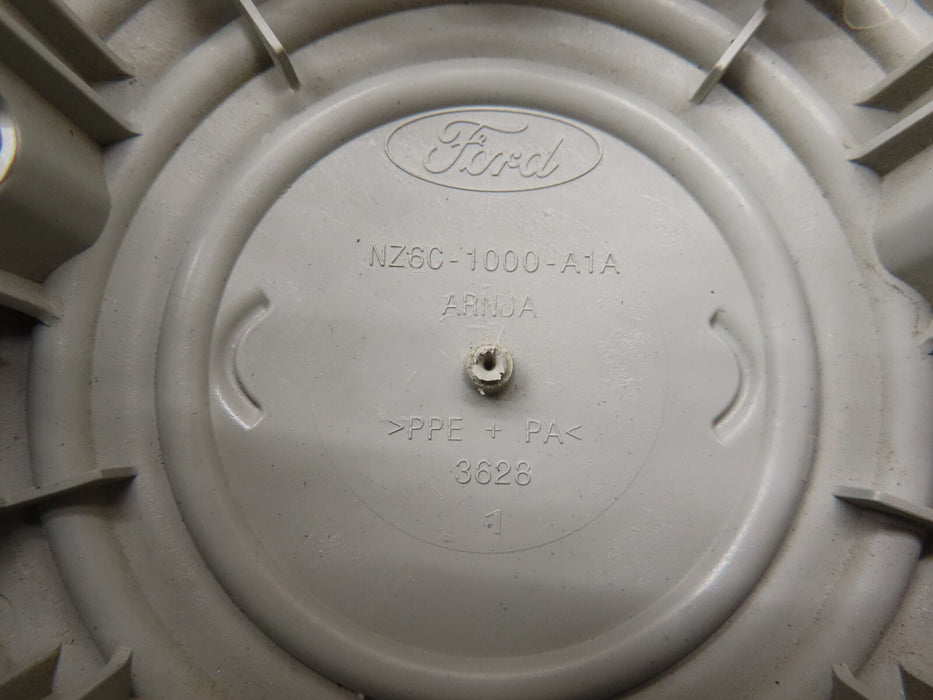 Ford
NZ6C-1000-A1A
ARNJA
>PPE + PA<
3628
1